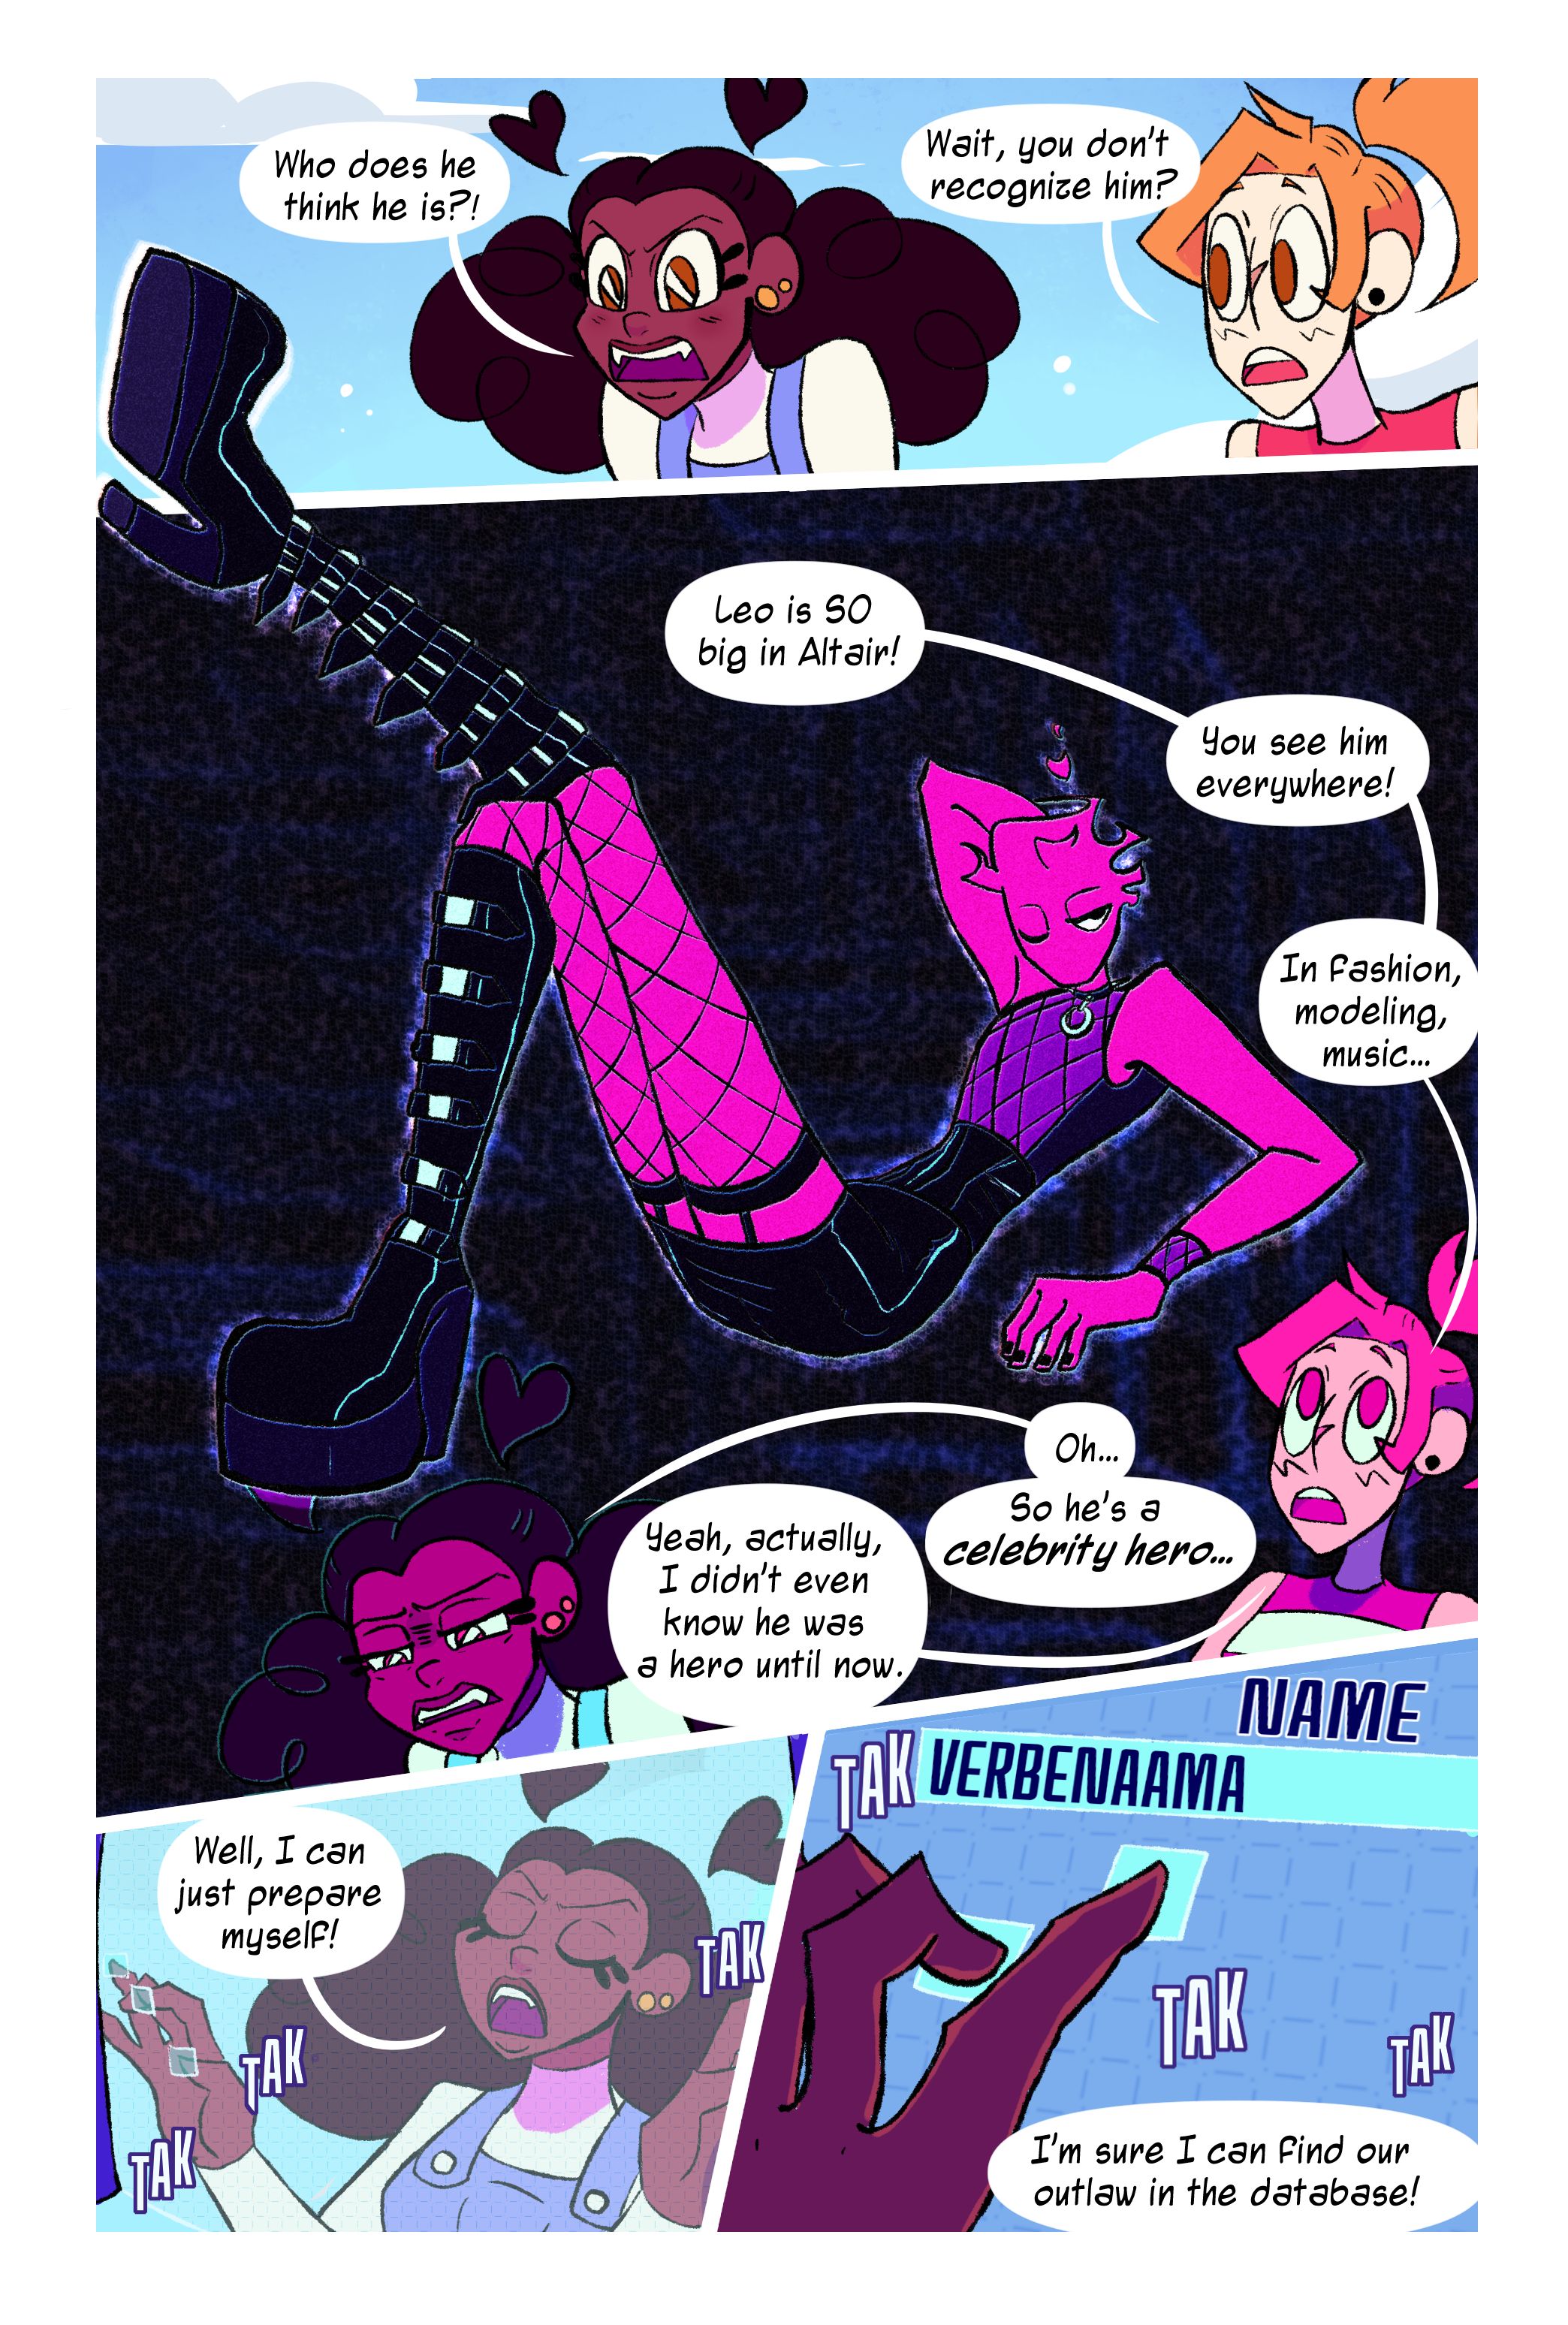 Who does he
think he is?!
Wait, you don't
recognize him?
Leo is SO
big in Altair!
You see him
everywhere!
In fashion,
modeling,
music...
Oh...
So he's a
celebrity hero...
Yeah, actually,
I didn't even
know he was
a hero until now.
Well, I can
just prepare
myself!
TAK
TAK
TAK
NAME
TAK
VERBENAAMA
TAK
TAK
I'm sure I can find our
outlaw in the database!